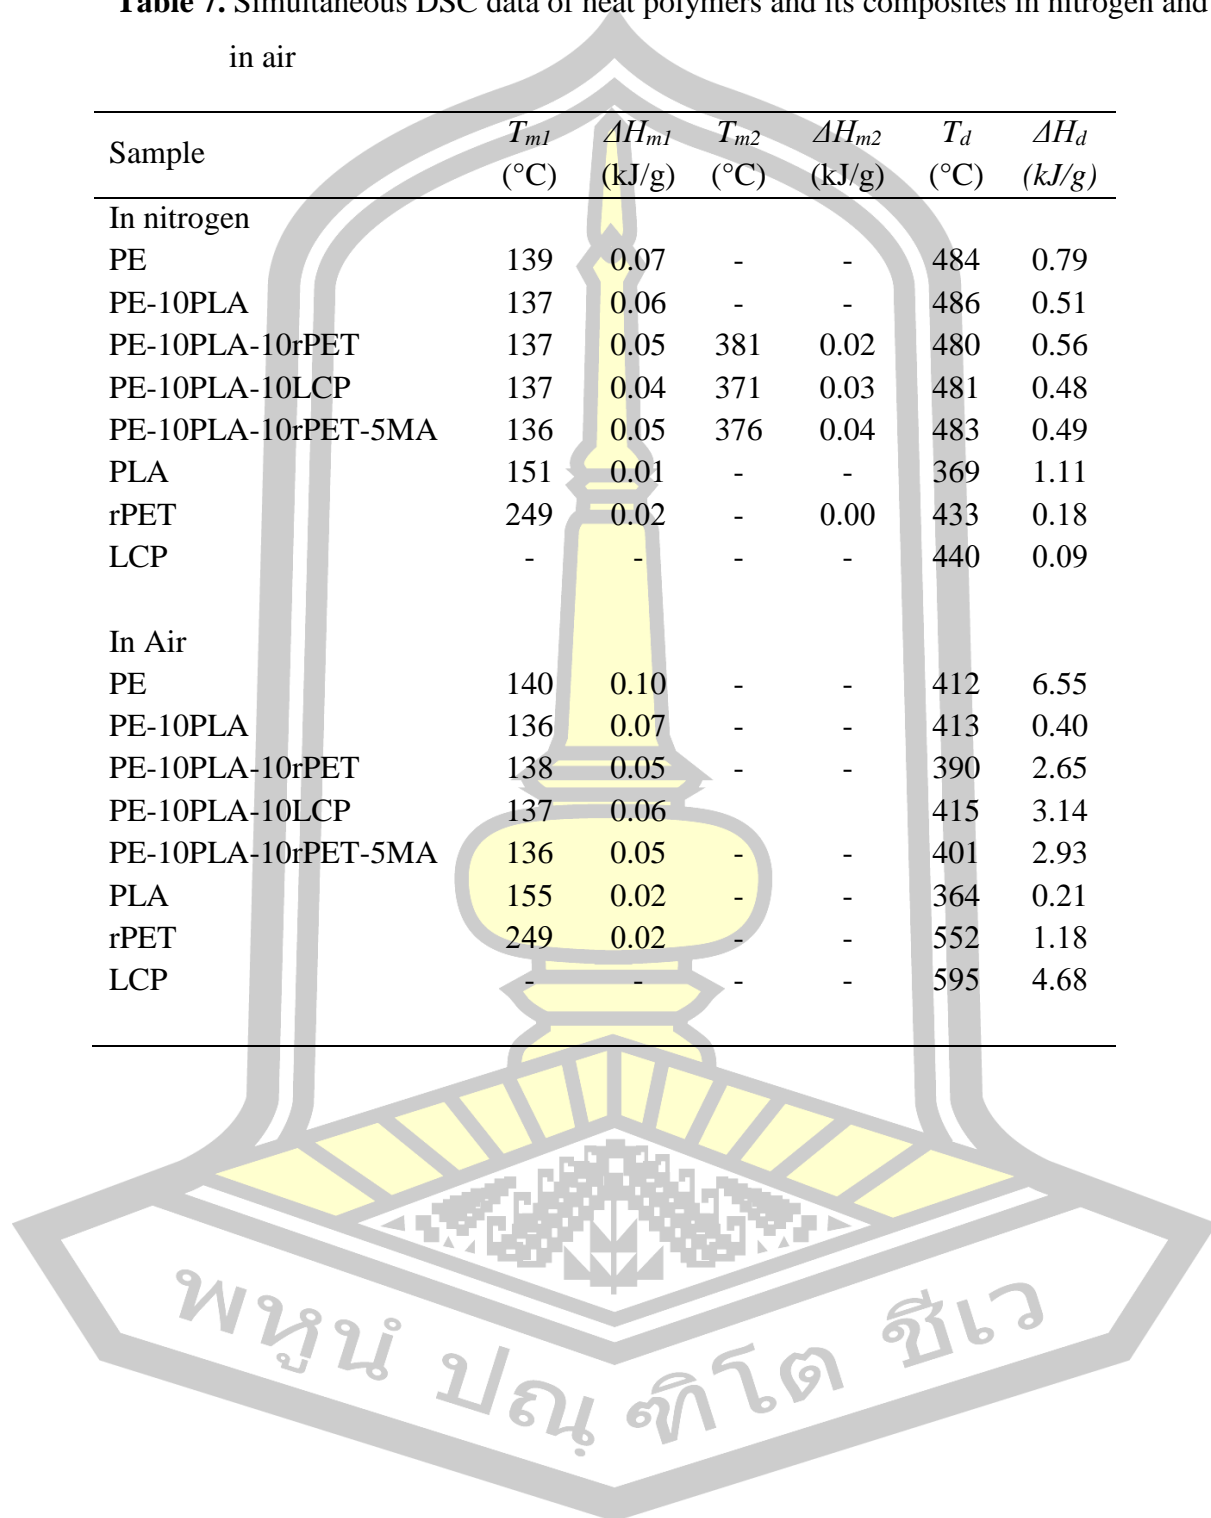 Table 7. Simultaneous DSC data of neat polymers and its composites in nitrogen and
in air
Sample Tm1 (°C) ΔHm1 (kJ/g) Tm2 (°C) ΔHm2 (kJ/g) Td (°C) ΔHd (kJ/g)
In nitrogen
PE 139 0.07 - - 484 0.79
PE-10PLA 137 0.06 - - 486 0.51
PE-10PLA-10rPET 137 0.05 381 0.02 480 0.56
PE-10PLA-10LCP 137 0.04 371 0.03 481 0.48
PE-10PLA-10rPET-5MA 136 0.05 376 0.04 483 0.49
PLA 151 0.01 - - 369 1.11
rPET 249 0.02 - 0.00 433 0.18
LCP - - - - 440 0.09
In Air
PE 140 0.10 - - 412 6.55
PE-10PLA 136 0.07 - - 413 0.40
PE-10PLA-10rPET 138 0.05 - - 390 2.65
PE-10PLA-10LCP 137 0.06 415 3.14
PE-10PLA-10rPET-5MA 136 0.05 - - 401 2.93
PLA 155 0.02 - - 364 0.21
rPET 249 0.02 - - 552 1.18
LCP - - - - 595 4.68
พหูนํ ปณฺฑิโต ชีเว